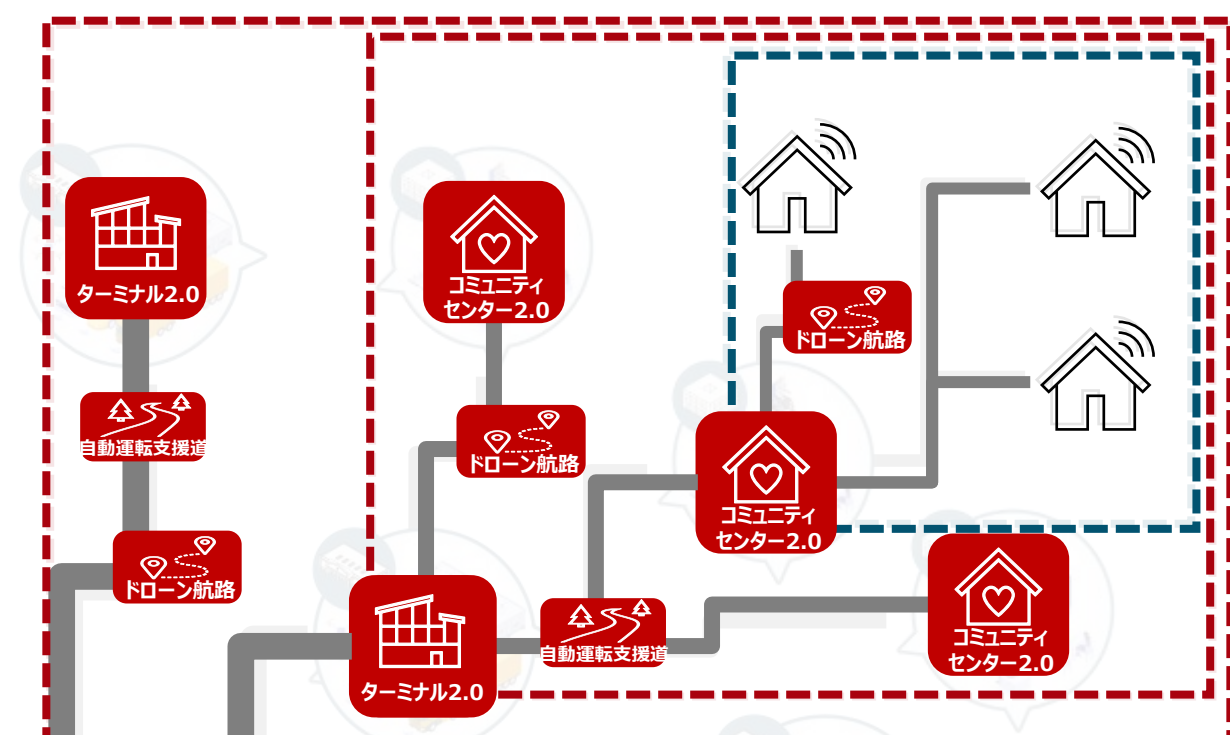 ターミナル2.0
コミュニティ
センター2.0
ドローン航路
自動運転支援道
ドローン航路
コミュニティ
センター2.0
ドローン航路
自動運転支援道
コミュニティ
センター2.0
ターミナル2.0